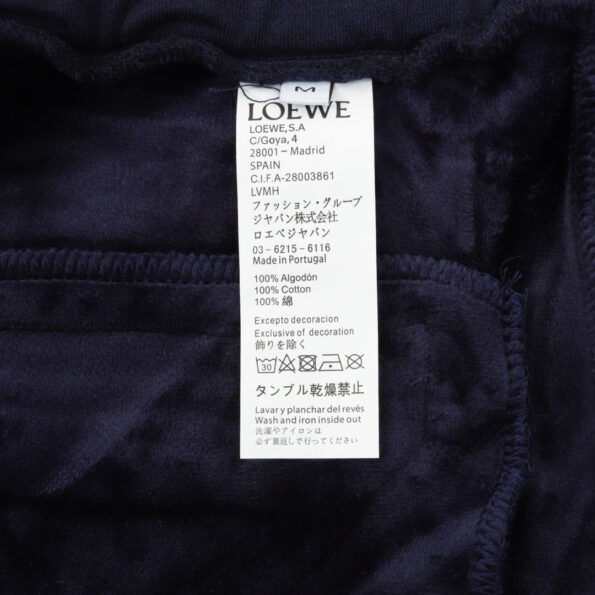 M
LOEWE
LOEWE,S.A
C/Goya,4
28001-Madrid
SPAIN
C.I.F.A-28003861
LVMH
ファッション・グループ
ジャパン株式会社
ロエベジャパン
03-6215-6116
Made in Portugal
100% Algodón
100% Cotton
100% 綿
Excepto decoracion
Exclusive of decoration
飾りを除く
30
タンブル乾燥禁止
Lavar y planchar del revés
Wash and iron inside out
洗濯やアイロンは
必ず裏返しで行ってください